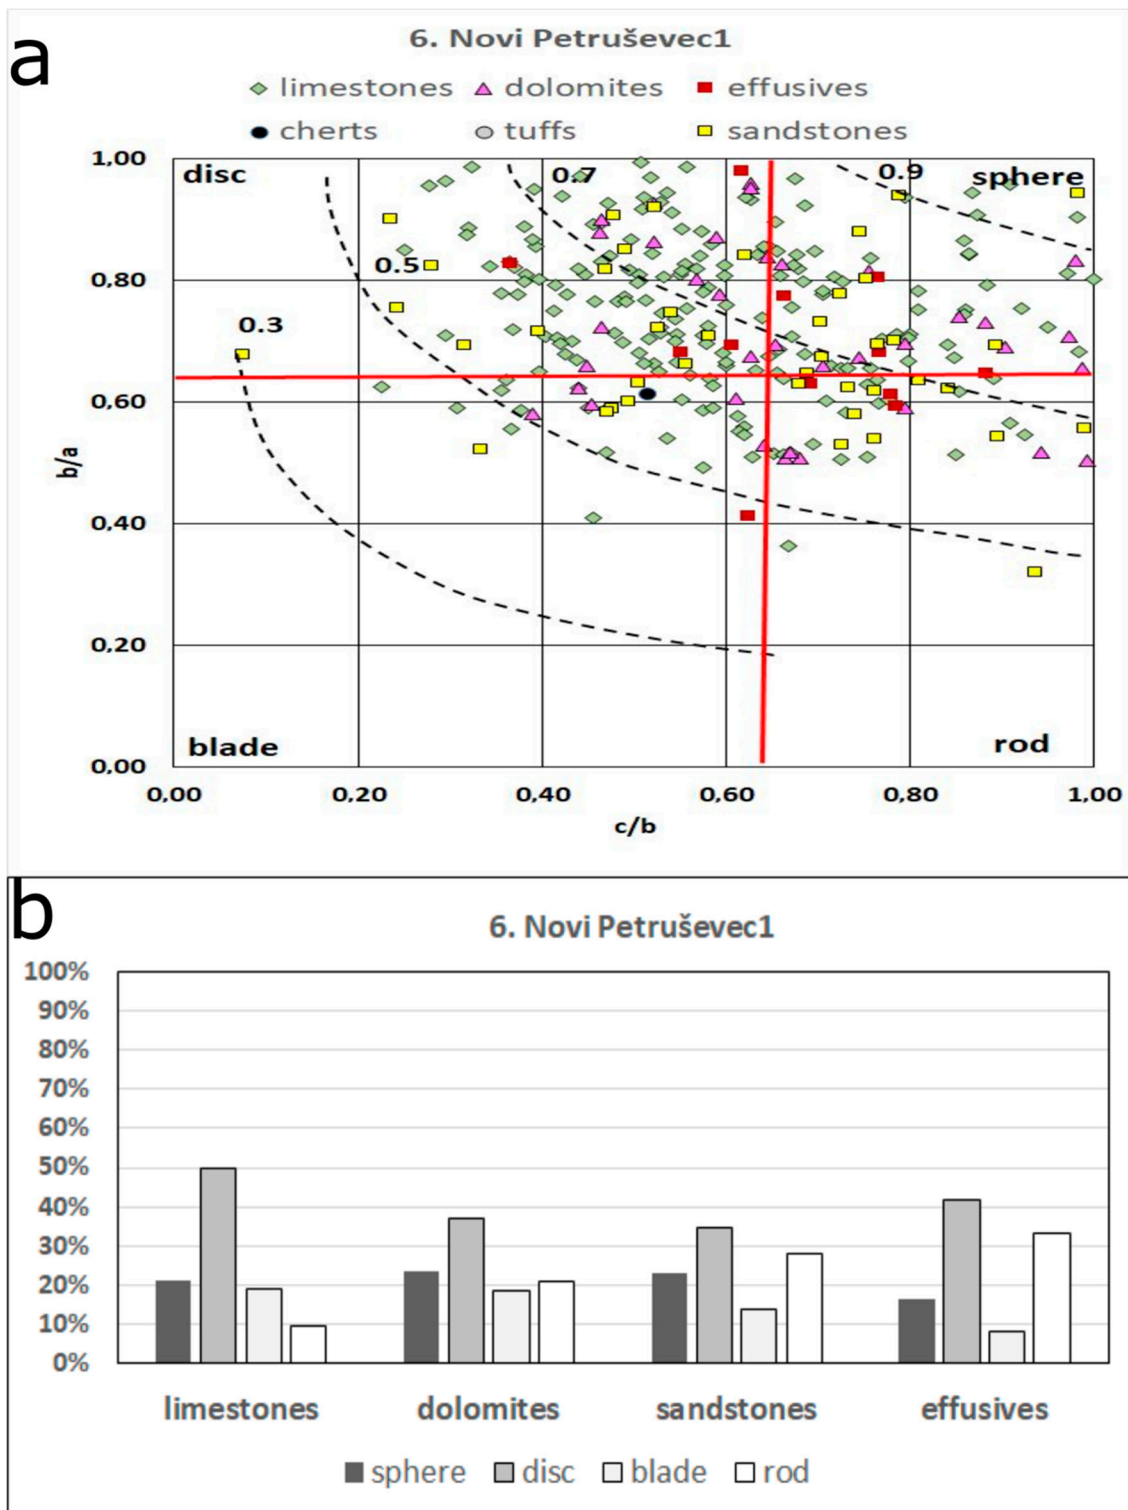 a
6. Novi Petruševec1
limestones dolomites effusives
cherts tuffs sandstones
1,00
disc 0.7 0.9 sphere
0,80
0.5
0.3
0,60
b/a
0,40
0,20
blade rod
0,00
0,00 0,20 0,40 0,60 0,80 1,00
c/b
b
6. Novi Petruševec1
100%
90%
80%
70%
60%
50%
40%
30%
20%
10%
0%
limestones dolomites sandstones effusives
sphere disc blade rod